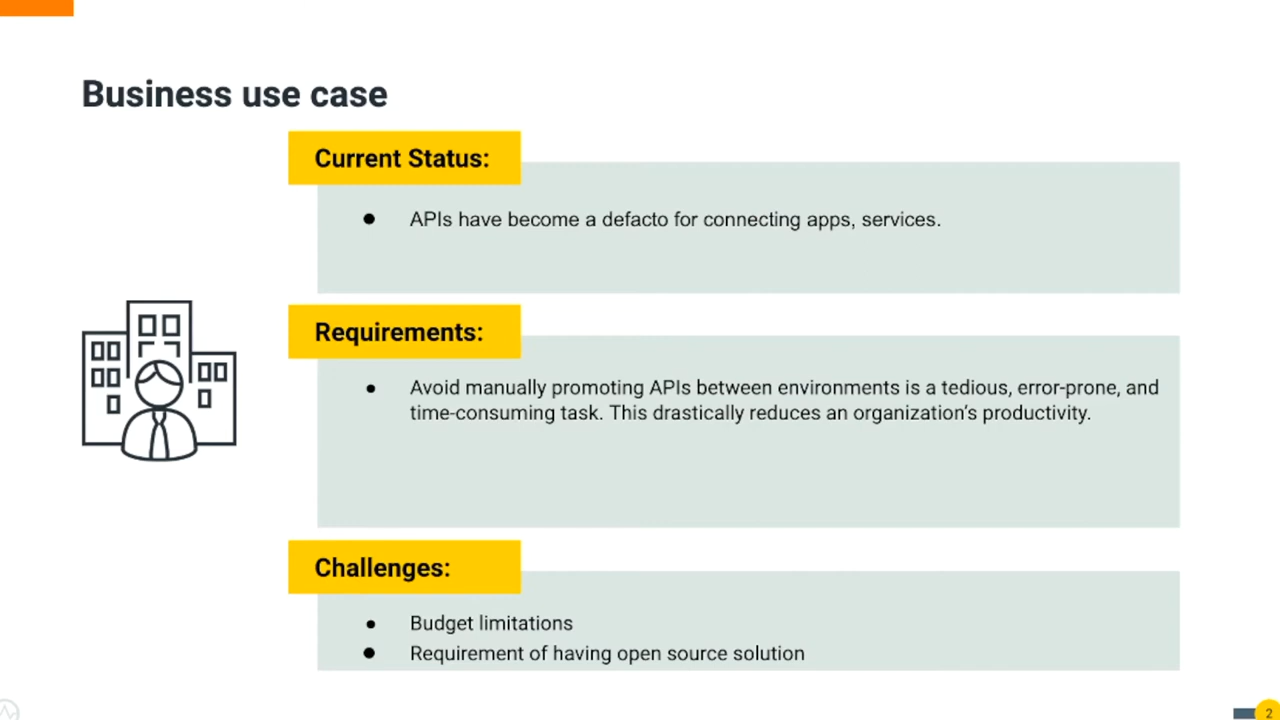 Business use case
Current Status:
● APIs have become a defacto for connecting apps, services.
Requirements:
● Avoid manually promoting APIs between environments is a tedious, error-prone, and
time-consuming task. This drastically reduces an organization's productivity.
Challenges:
● Budget limitations
● Requirement of having open source solution
2